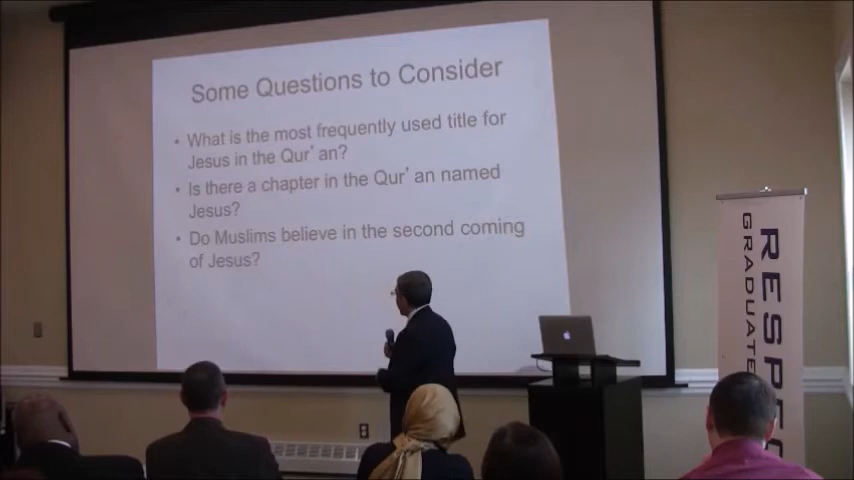 Some Questions to Consider
• What is the most frequently used title for
Jesus in the Qur'an?
• Is there a chapter in the Qur'an named
Jesus?
• Do Muslims believe in the second coming
of Jesus?
RESPEC
GRADUATE